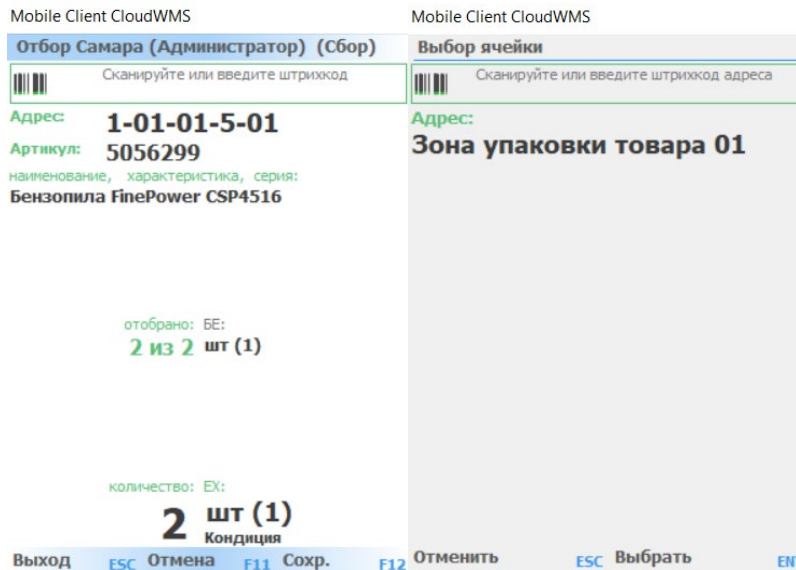 Mobile Client CloudWMS
Отбор Самара (Администратор) (Сбор)
Сканируйте или введите штрихкод
Адрес: 1-01-01-5-01
Артикул: 5056299
наименование, характеристика, серия:
Бензопила FinePower CSP4516
отобрано: БЕ:
2 из 2 шт (1)
количество: ЕХ:
2 шт (1)
Кондиция
Выход ESC Отмена F11 Сохр. F12
Mobile Client CloudWMS
Выбор ячейки
Сканируйте или введите штрихкод адреса
Адрес:
Зона упаковки товара 01
Отменить ESC Выбрать ENT